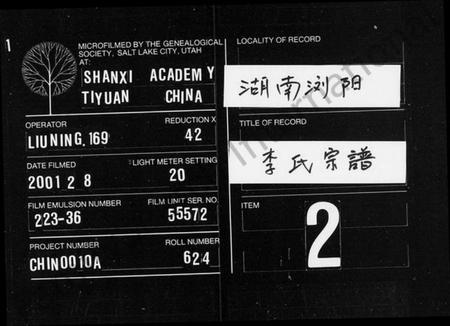 1
MICROFILMED BY THE GENEALOGICAL
SOCIETY, SALT LAKE CITY, UTAH
AT:
SHANXI ACADEMY
TIYUAN CHINA
OPERATOR
LIU NING, 169
REDUCTION X
42
DATE FILMED
2001 2 8
LIGHT METER SETTING
20
FILM EMULSION NUMBER
223-36
FILM UNIT SER. NO.
55572
PROJECT NUMBER
CHIN0010A
ROLL NUMBER
624
LOCALITY OF RECORD
湖南浏阳
TITLE OF RECORD
李氏宗譜
ITEM
2